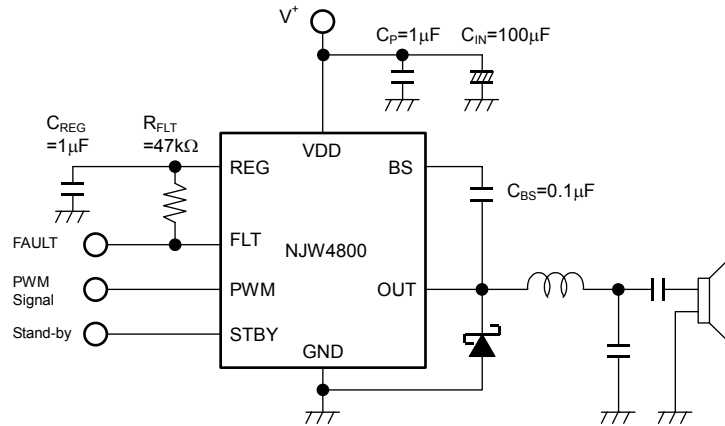 V+
CP=1µF
CIN=100µF
CREG
=1µF
RFLT
=47kΩ
VDD
REG
BS
CBS=0.1µF
FAULT
FLT
NJW4800
PWM
Signal
PWM
OUT
Stand-by
STBY
GND